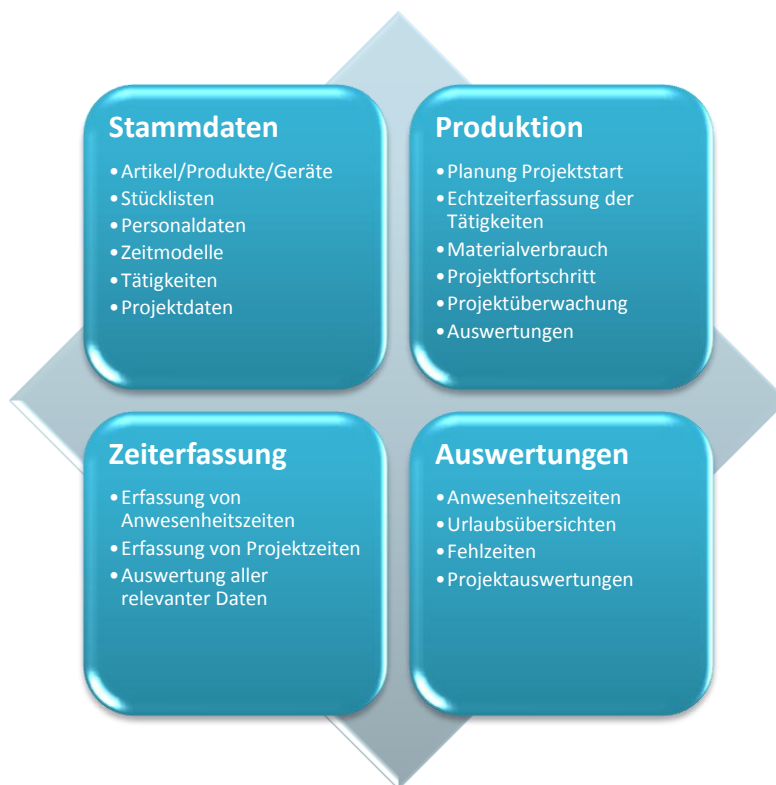 Stammdaten
•Artikel/Produkte/Geräte
•Stücklisten
•Personaldaten
•Zeitmodelle
•Tätigkeiten
•Projektdaten
Produktion
•Planung Projektstart
•Echtzeiterfassung der
Tätigkeiten
•Materialverbrauch
•Projektfortschritt
•Projektüberwachung
•Auswertungen
Zeiterfassung
•Erfassung von
Anwesenheitszeiten
•Erfassung von Projektzeiten
•Auswertung aller
relevanter Daten
Auswertungen
•Anwesenheitszeiten
•Urlaubsübersichten
•Fehlzeiten
•Projektauswertungen